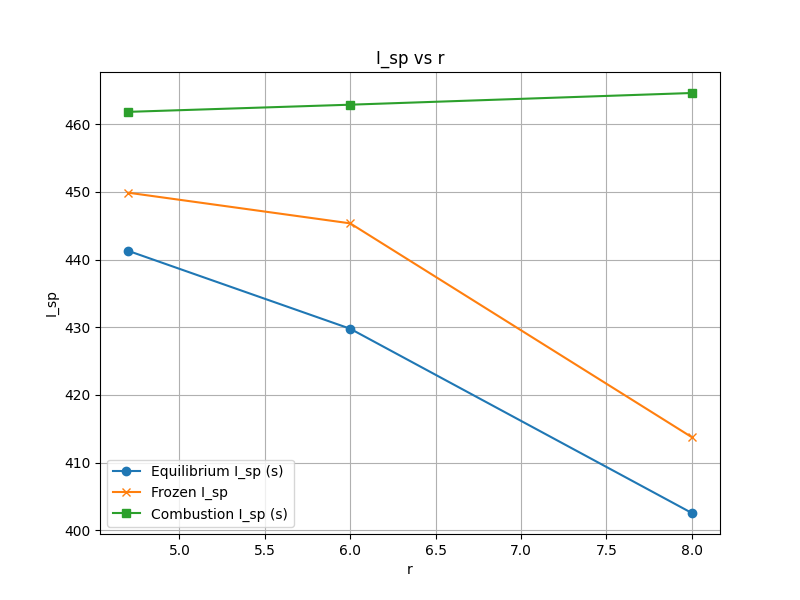 I_sp vs r
I_sp
460
450
440
430
420
410
400
Equilibrium I_sp (s)
Frozen I_sp
Combustion I_sp (s)
5.0 5.5 6.0 6.5 7.0 7.5 8.0
r